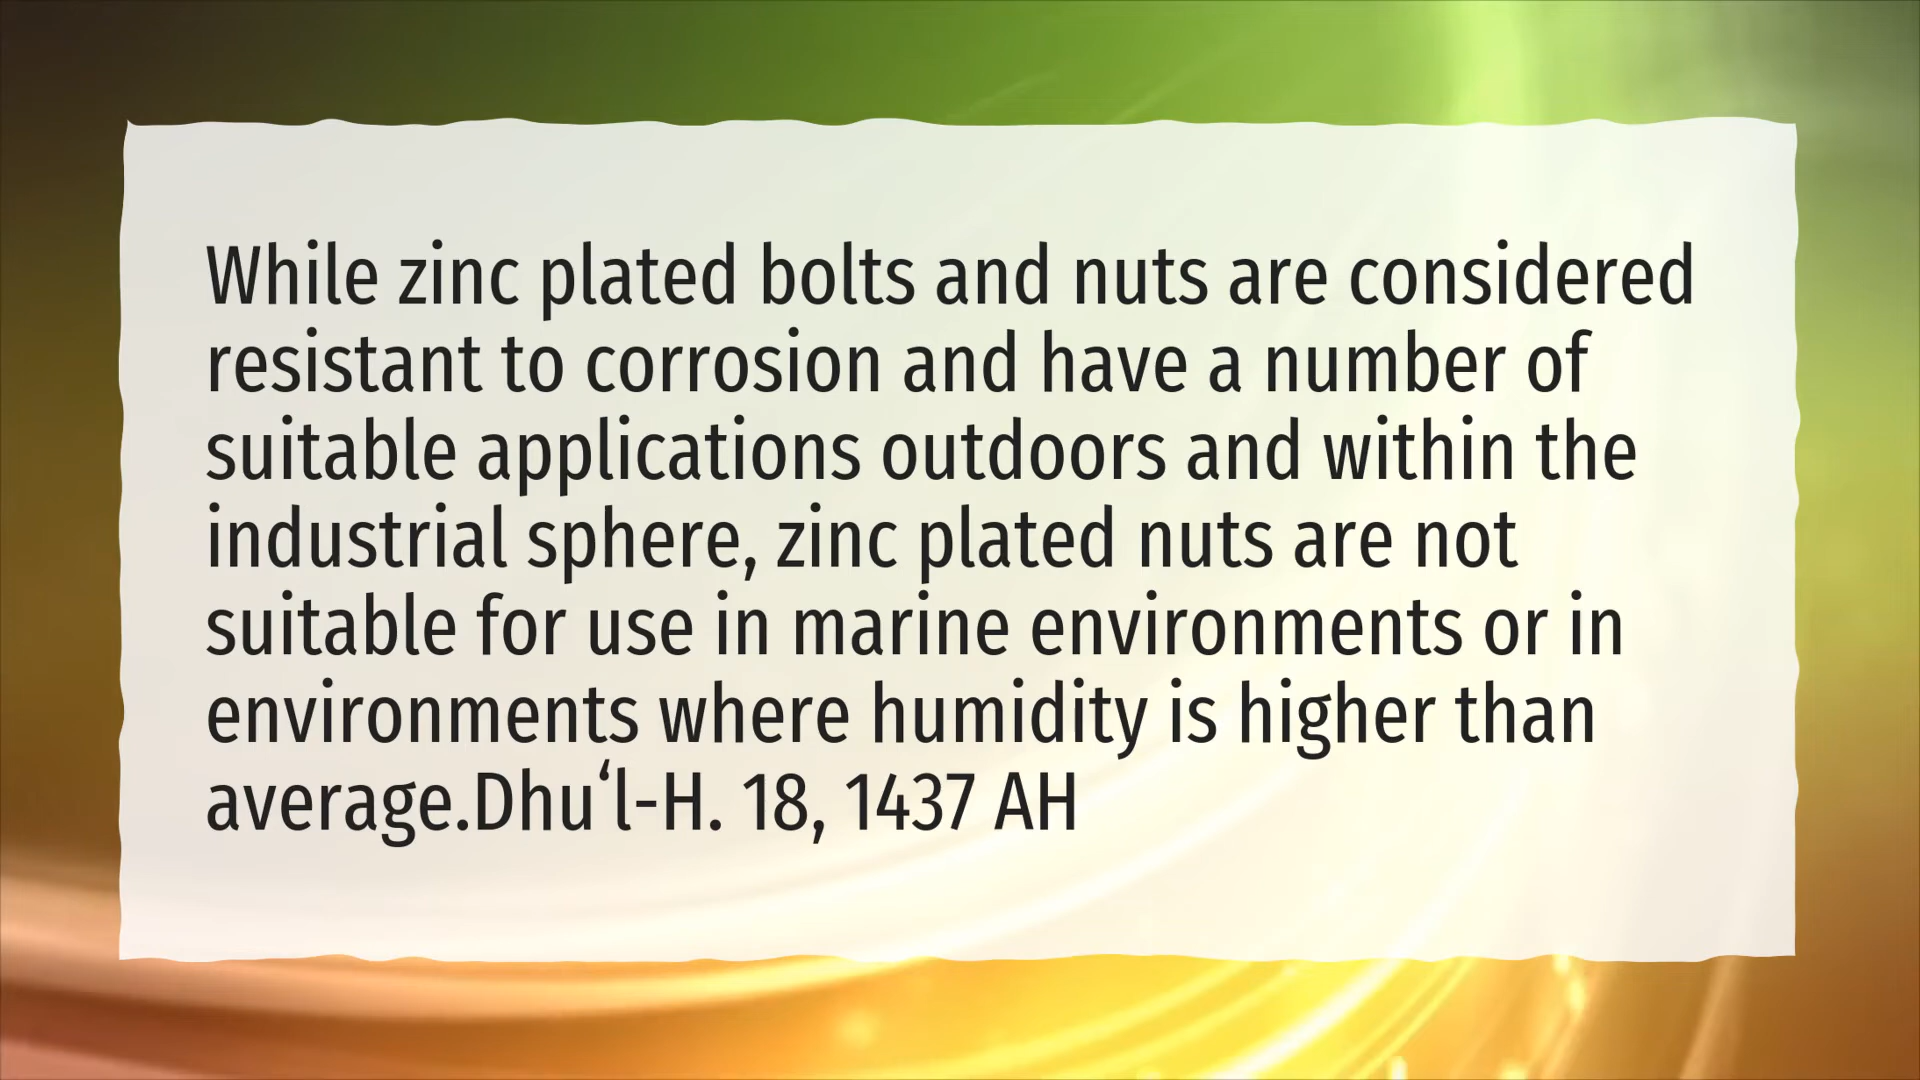 While zinc plated bolts and nuts are considered
resistant to corrosion and have a number of
suitable applications outdoors and within the
industrial sphere, zinc plated nuts are not
suitable for use in marine environments or in
environments where humidity is higher than
average.Dhuʻl-H. 18, 1437 AH